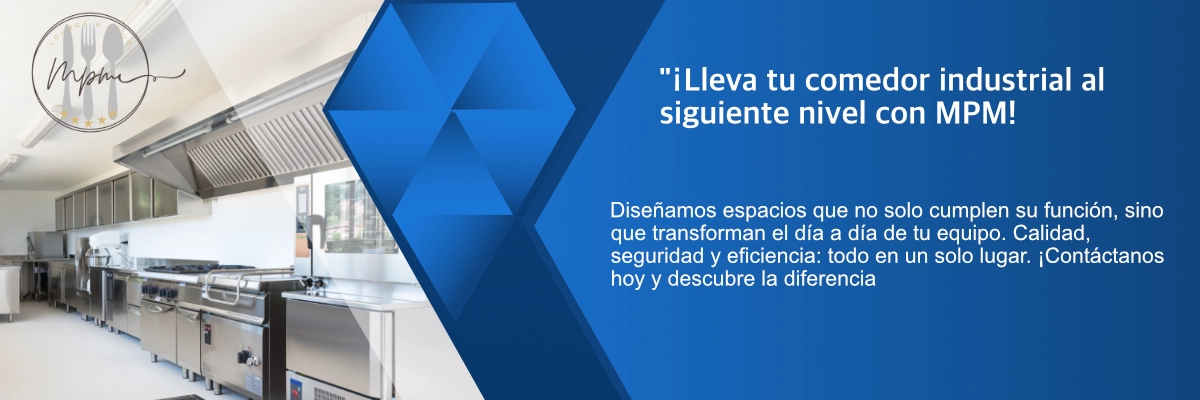 mpm
"¡Lleva tu comedor industrial al
siguiente nivel con MPM!
Diseñamos espacios que no solo cumplen su función, sino
que transforman el día a día de tu equipo. Calidad,
seguridad y eficiencia: todo en un solo lugar. ¡Contáctanos
hoy y descubre la diferencia